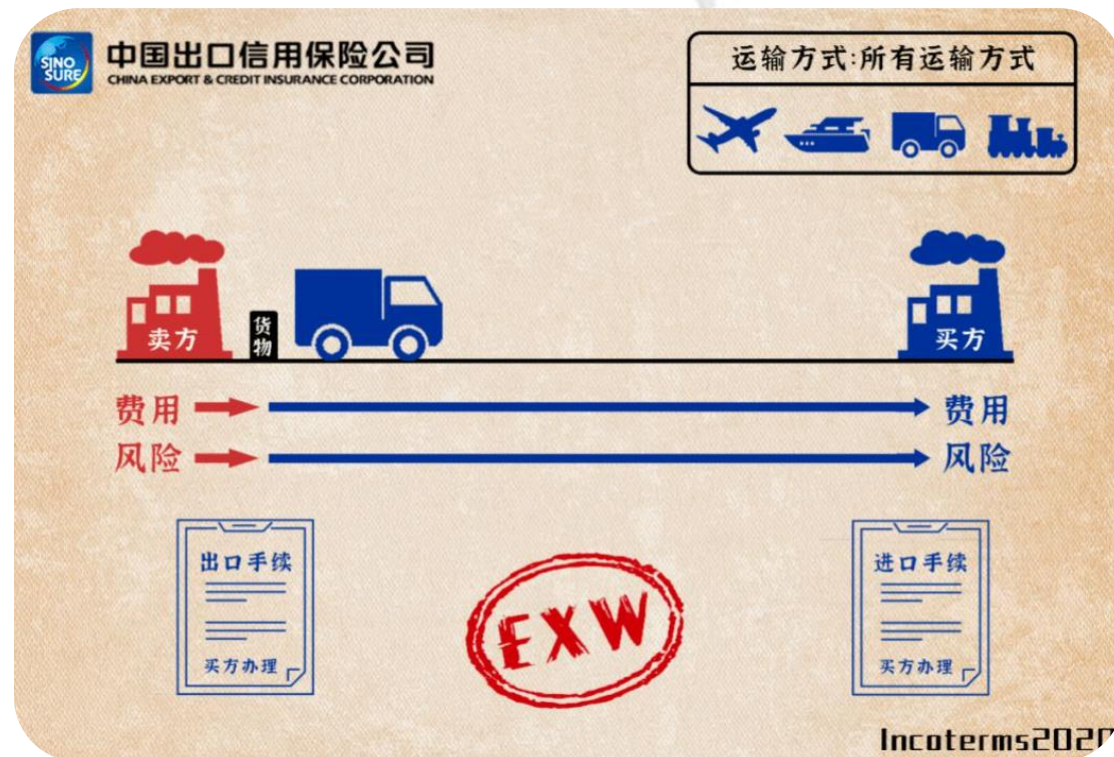 SINO
SURE
中国出口信用保险公司
CHINA EXPORT & CREDIT INSURANCE CORPORATION
运输方式:所有运输方式
卖方
货物
买方
费用
费用
风险
风险
出口手续
买方办理
EXW
进口手续
买方办理
Incoterms2020